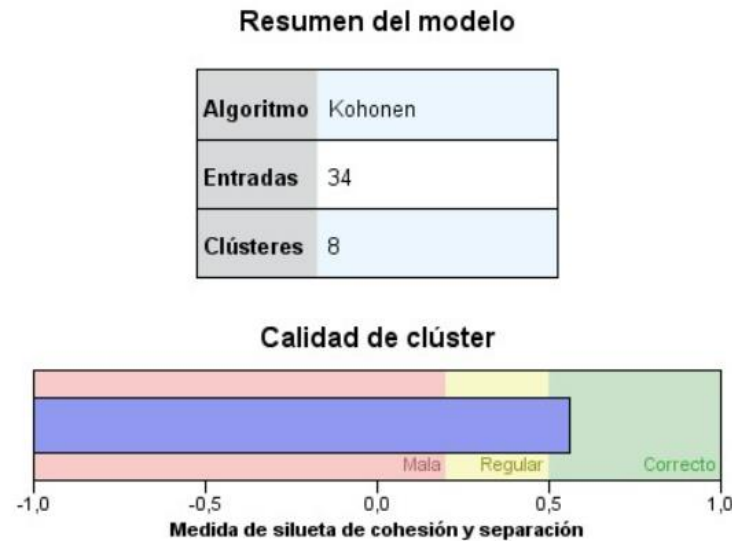 Resumen del modelo
Algoritmo Kohonen
Entradas 34
Clústeres 8
Calidad de clúster
Mala Regular Correcto
-1,0 -0,5 0,0 0,5 1,0
Medida de silueta de cohesión y separación